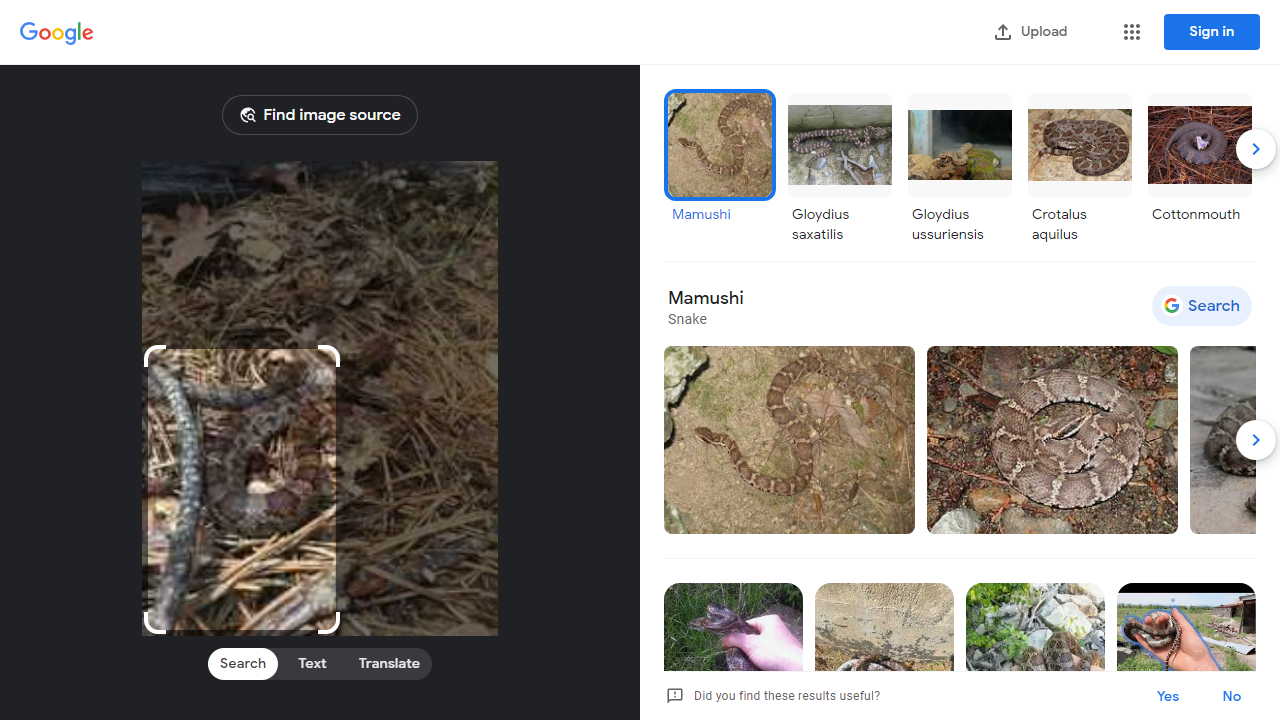 Google
Upload
Sign in
Find image source
Mamushi
Gloydius
saxatilis
Gloydius
ussuriensis
Crotalus
aquilus
Cottonmouth
Mamushi
Snake
Search
Search
Text
Translate
Did you find these results useful?
Yes
No